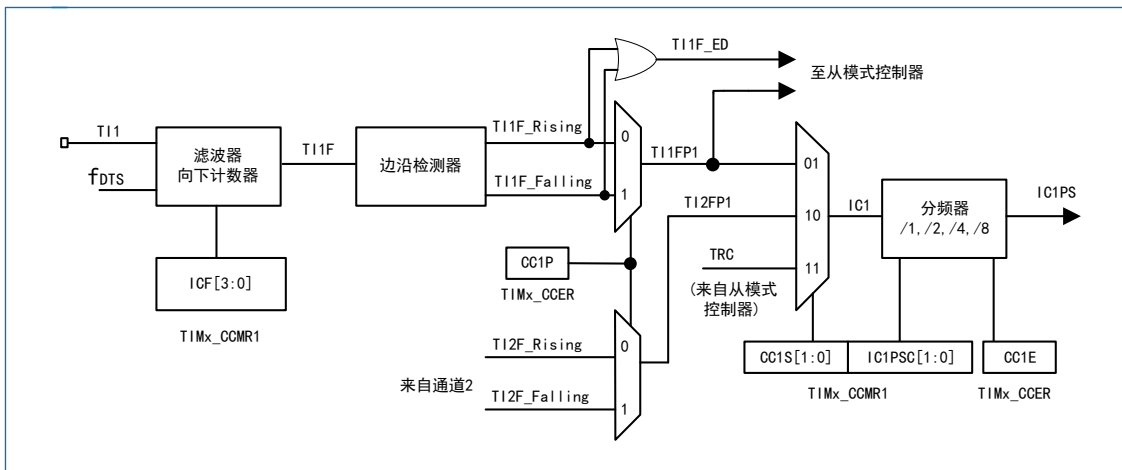 TI1F_ED
至从模式控制器
TI1
fDTS
滤波器
向下计数器
TI1F
边沿检测器
TI1F_Rising
TI1F_Falling
0
1
TI1FP1
TI2FP1
TRC
(来自从模式
控制器)
01
10
11
IC1
分频器
/1,/2,/4,/8
IC1PS
ICF[3:0]
TIMx_CCMR1
CC1P
TIMx_CCER
来自通道2
TI2F_Rising
TI2F_Falling
0
1
CC1S[1:0]
IC1PSC[1:0]
TIMx_CCMR1
CC1E
TIMx_CCER